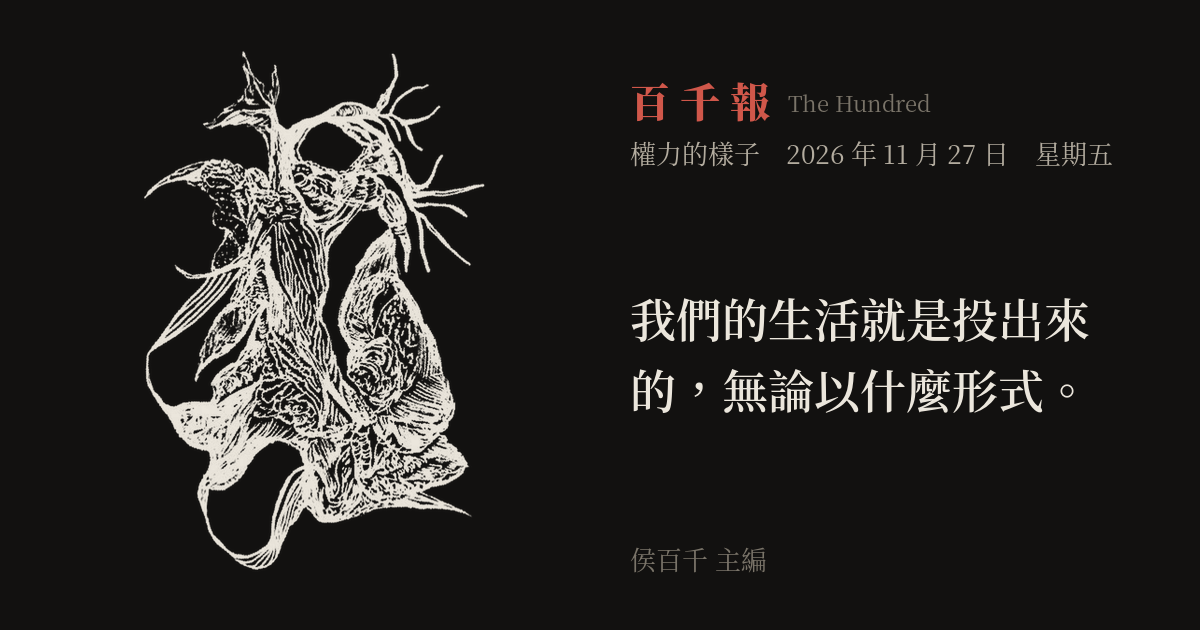 百千報 The Hundred
權力的樣子 2026 年 11 月 27 日 星期五
我們的生活就是投出來
的，無論以什麼形式。
侯百千 主編